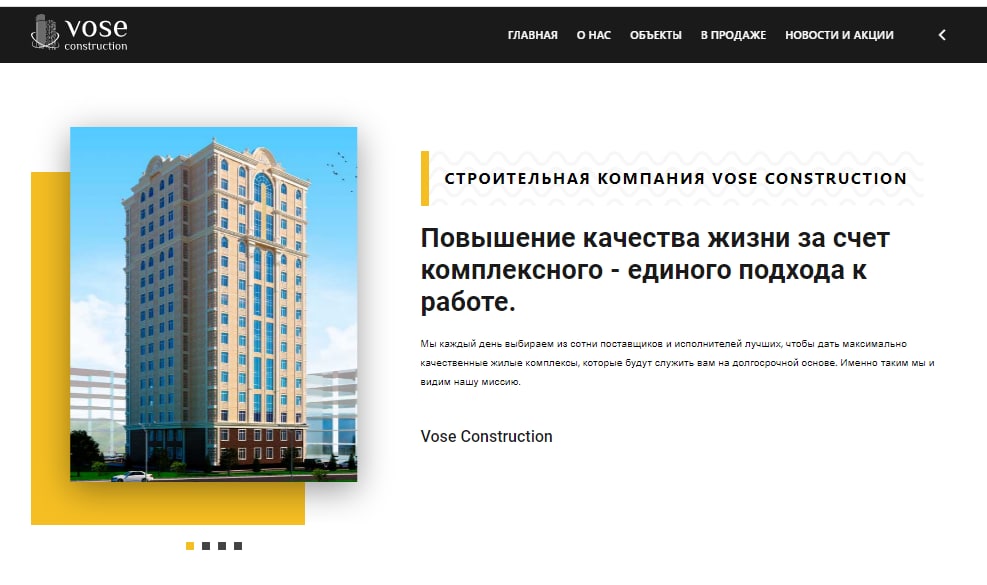 vose
construction
ГЛАВНАЯ О НАС ОБЪЕКТЫ В ПРОДАЖЕ НОВОСТИ И АКЦИИ
СТРОИТЕЛЬНАЯ КОМПАНИЯ VOSE CONSTRUCTION
Повышение качества жизни за счет
комплексного - единого подхода к
работе.
Мы каждый день выбираем из сотни поставщиков и исполнителей лучших, чтобы дать максимально
качественные жилые комплексы, которые будут служить вам на долгосрочной основе. Именно таким мы и
видим нашу миссию.
Vose Construction